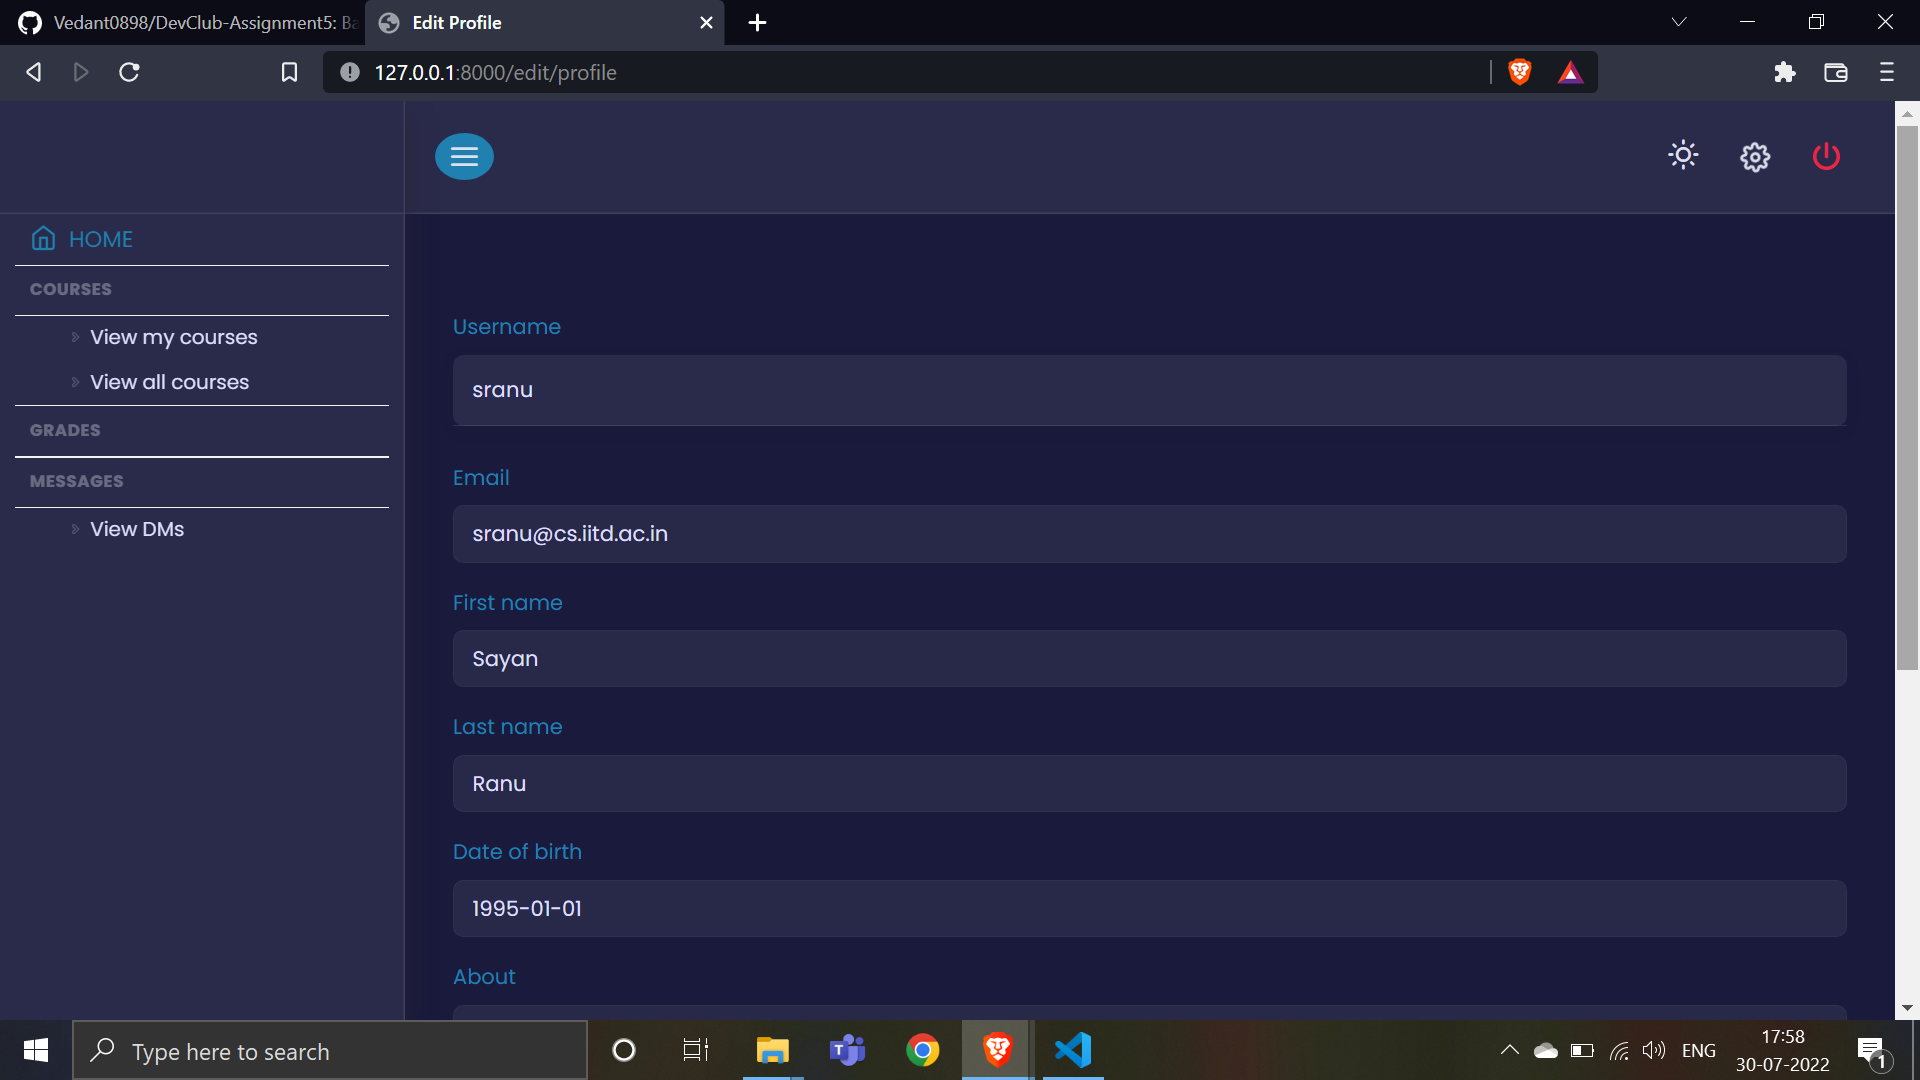 Vedant0898/DevClub-Assignment5: Ba
Edit Profile
127.0.0.1:8000/edit/profile
HOME
COURSES
View my courses
View all courses
GRADES
MESSAGES
View DMs
Username
sranu
Email
sranu@cs.iitd.ac.in
First name
Sayan
Last name
Ranu
Date of birth
1995-01-01
About
Type here to search
T
ENG
17:58
30-07-2022
1